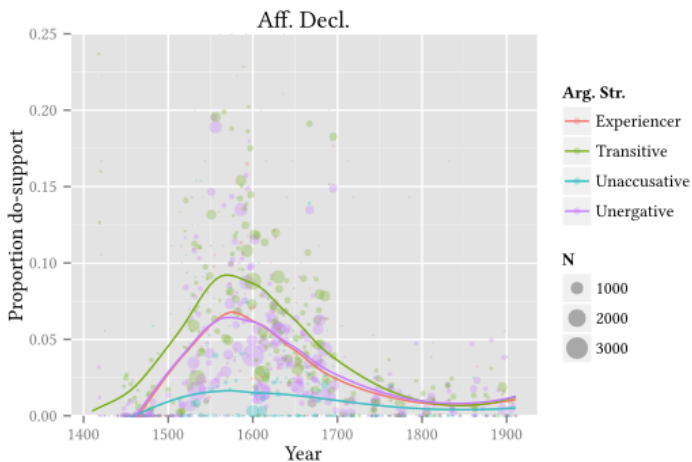 Aff. Decl.
0.25
0.20
0.15
0.10
0.05
0.00
Proportion do-support
1400 1500 1600 1700 1800 1900
Year
Arg. Str.
Experiencer
Transitive
Unaccusative
Unergative
N
1000
2000
3000